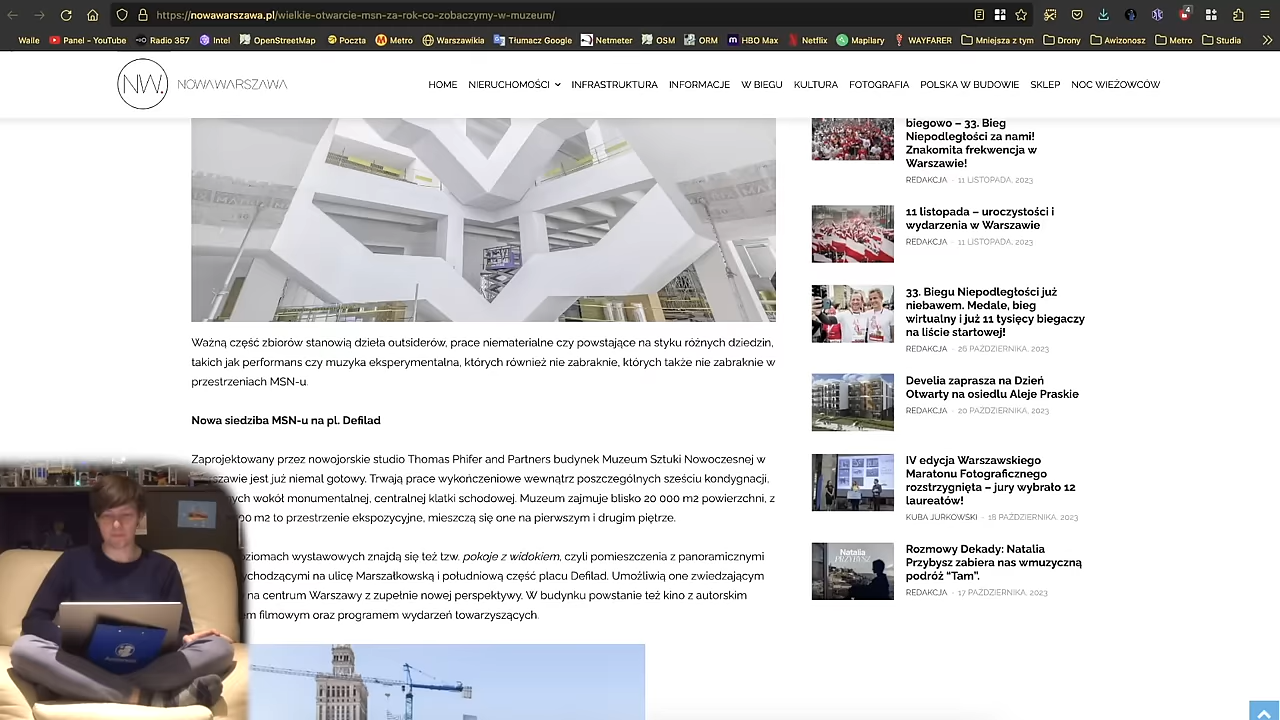 https://nowawarszawa.pl/wielkie-otwarcie-msn-za-rok-co-zobaczymy-w-muzeum/
4
Walle Panel - YouTube Radio 357 Intel OpenStreetMap Poczta Metro Warszawikia Tłumacz Google Netmeter OSM ORM HBO Max Netflix Mapilary WAYFARER Mniejsza z tym Drony Awizonosz Metro Studia
NW. NOWAWARSZAWA
HOME NIERUCHOMOŚCI INFRASTRUKTURA INFORMACJE W BIEGU KULTURA FOTOGRAFIA POLSKA W BUDOWIE SKLEP NOC WIEŻOWCÓW
Ważną część zbiorów stanowią dzieła outsiderów, prace niematerialne czy powstające na styku różnych dziedzin,
takich jak performans czy muzyka eksperymentalna, których również nie zabraknie, których także nie zabraknie w
przestrzeniach MSN-u.
Nowa siedziba MSN-u na pl. Defilad
Zaprojektowany przez nowojorskie studio Thomas Phifer and Partners budynek Muzeum Sztuki Nowoczesnej w
rszawie jest już niemal gotowy. Trwają prace wykończeniowe wewnątrz poszczególnych sześciu kondygnacji,
ych wokół monumentalnej, centralnej klatki schodowej. Muzeum zajmuje blisko 20 000 m2 powierzchni, z
00 m2 to przestrzenie ekspozycyjne, mieszczą się one na pierwszym i drugim piętrze.
oziomach wystawowych znajdą się też tzw. pokoje z widokiem, czyli pomieszczenia z panoramicznymi
ychodzącymi na ulicę Marszałkowską i południową część placu Defilad. Umożliwią one zwiedzającym
na centrum Warszawy z zupełnie nowej perspektywy. W budynku powstanie też kino z autorskim
m filmowym oraz programem wydarzeń towarzyszących.
biegowo – 33. Bieg
Niepodległości za nami!
Znakomita frekwencja w
Warszawie!
REDAKCJA - 11 LISTOPADA, 2023
11 listopada – uroczystości i
wydarzenia w Warszawie
REDAKCJA - 11 LISTOPADA, 2023
33. Biegu Niepodległości już
niebawem. Medale, bieg
wirtualny i już 11 tysięcy biegaczy
na liście startowej!
REDAKCJA - 26 PAŹDZIERNIKA, 2023
Develia zaprasza na Dzień
Otwarty na osiedlu Aleje Praskie
REDAKCJA - 20 PAŹDZIERNIKA, 2023
IV edycja Warszawskiego
Maratonu Fotograficznego
rozstrzygnięta – jury wybrało 12
laureatów!
KUBA JURKOWSKI - 18 PAŹDZIERNIKA, 2023
Natalia
PRZYBYSZ
Rozmowy Dekady: Natalia
Przybysz zabiera nas wmuzyczną
podróż “Tam”.
REDAKCJA - 17 PAŹDZIERNIKA, 2023